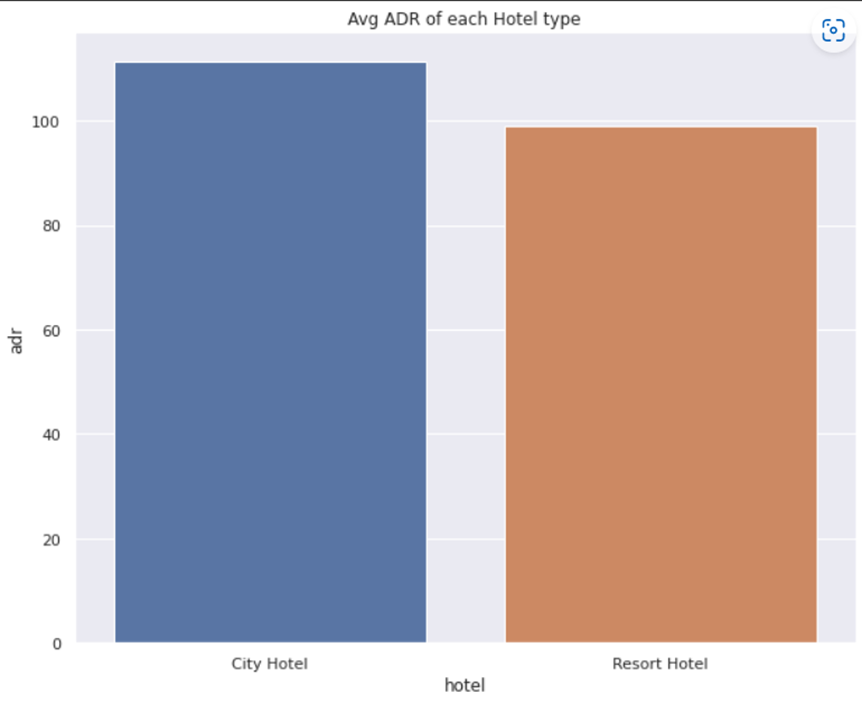 Avg ADR of each Hotel type
100
80
60
40
20
0
adr
City Hotel
Resort Hotel
hotel